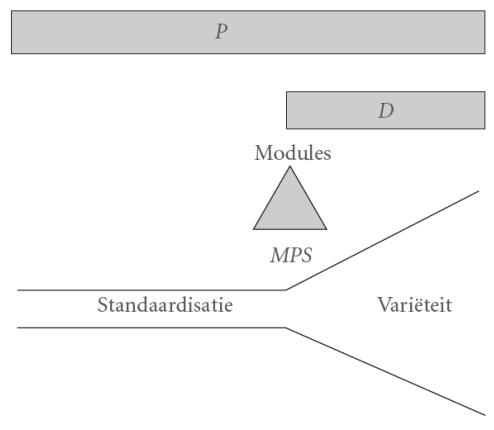 P
D
Modules
MPS
Standaardisatie
Variëteit